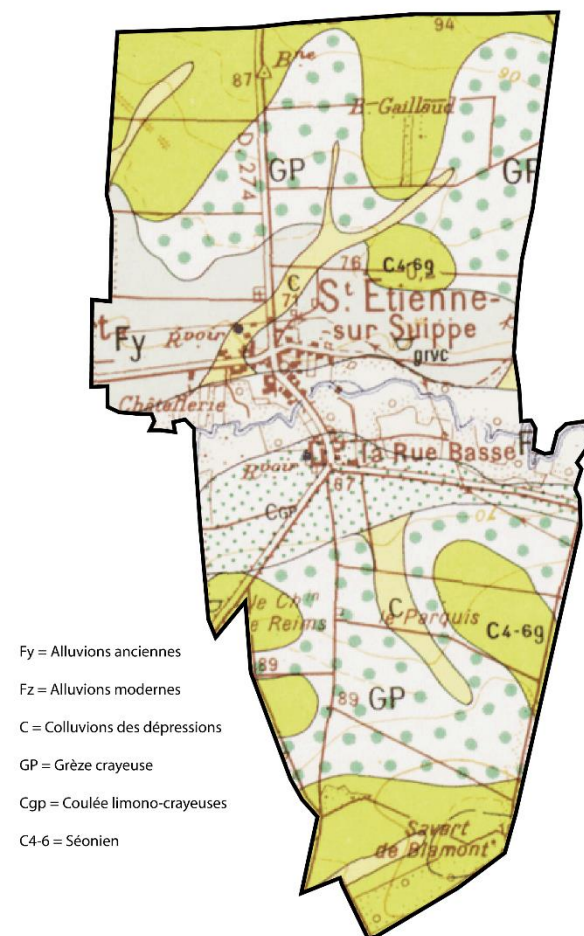 94
Bne
87
90
B-Gaillaud
D 274
GP
GP
76
C4-6g
C
71
St Etienne-
sur Suippe
Fy
Rvoir
grvc
Châtellerie
la Rue Basse
F
Rvoir
67
CGP
70
le Chin
e Reims
C
le Parquis
C4-6g
89
89
GP
Savart
de Blamont
Fy = Alluvions anciennes
Fz = Alluvions modernes
C = Colluvions des dépressions
GP = Grèze crayeuse
Cgp = Coulée limono-crayeuses
C4-6 = Séonien